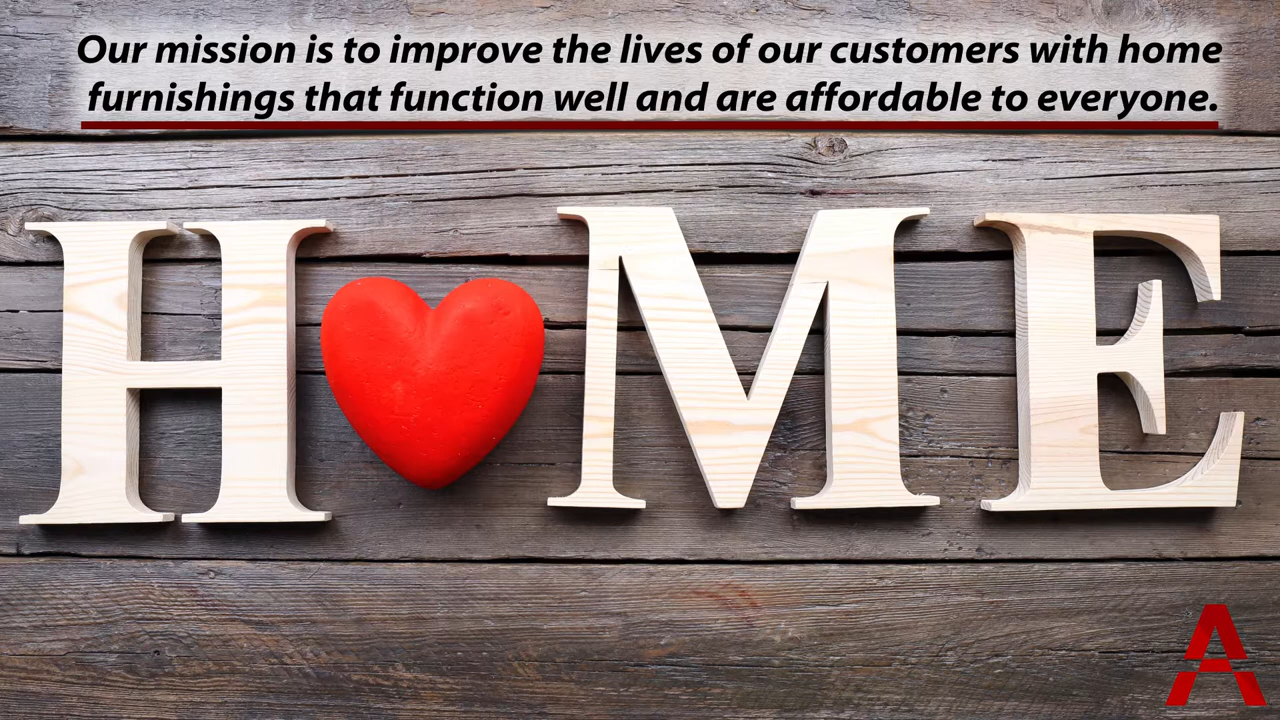 Our mission is to improve the lives of our customers with home
furnishings that function well and are affordable to everyone.
H ME
A